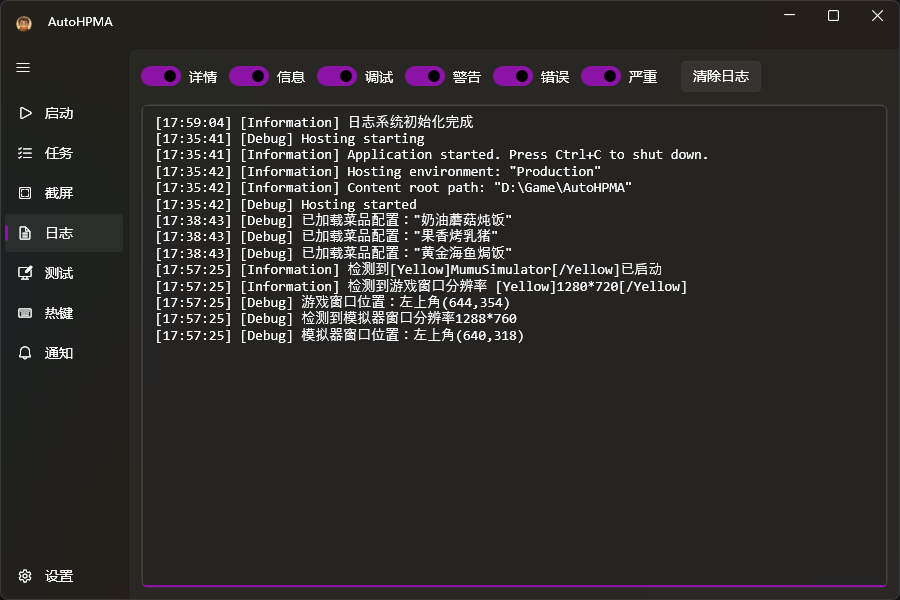 AutoHPMA
启动
任务
截屏
日志
测试
热键
通知
设置
详情 信息 调试 警告 错误 严重 清除日志
[17:59:04] [Information] 日志系统初始化完成
[17:35:41] [Debug] Hosting starting
[17:35:41] [Information] Application started. Press Ctrl+C to shut down.
[17:35:42] [Information] Hosting environment: "Production"
[17:35:42] [Information] Content root path: "D:\Game\AutoHPMA"
[17:35:42] [Debug] Hosting started
[17:38:43] [Debug] 已加载菜品配置："奶油蘑菇炖饭"
[17:38:43] [Debug] 已加载菜品配置："果香烤乳猪"
[17:38:43] [Debug] 已加载菜品配置："黄金海鱼焗饭"
[17:57:25] [Information] 检测到[Yellow]MumuSimulator[/Yellow]已启动
[17:57:25] [Information] 检测到游戏窗口分辨率 [Yellow]1280*720[/Yellow]
[17:57:25] [Debug] 游戏窗口位置：左上角(644,354)
[17:57:25] [Debug] 检测到模拟器窗口分辨率1288*760
[17:57:25] [Debug] 模拟器窗口位置：左上角(640,318)